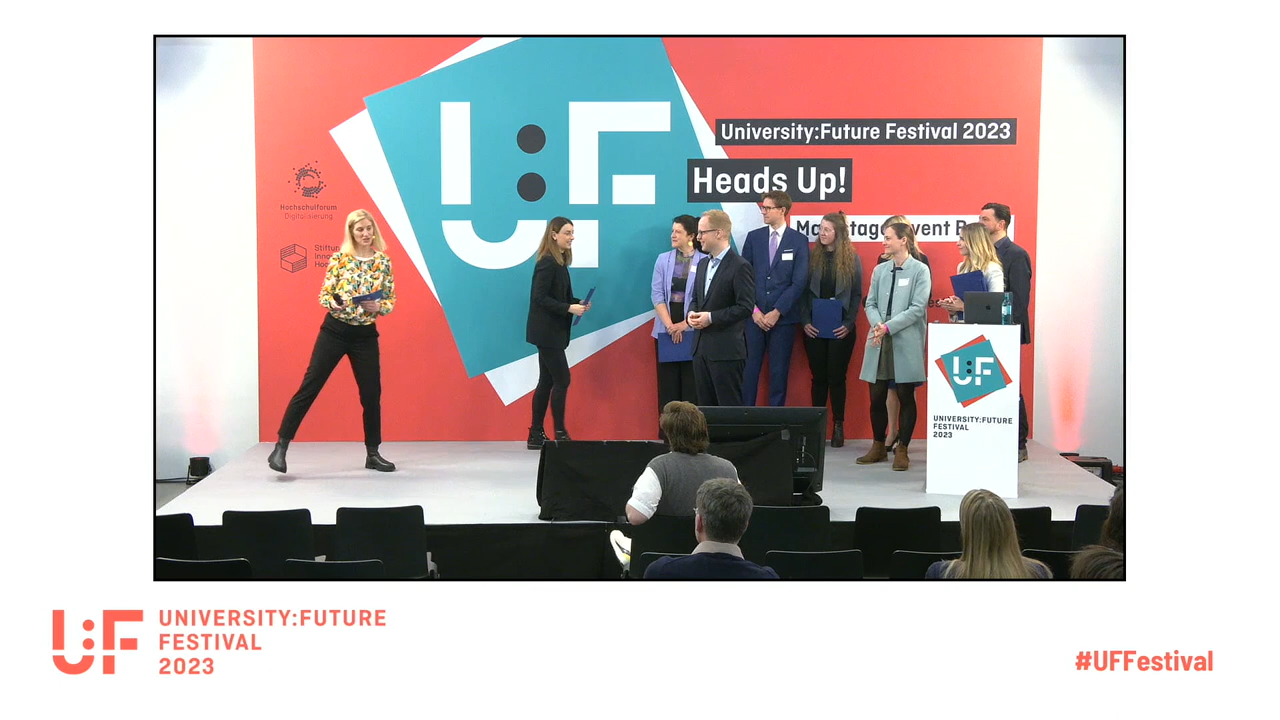 U:F
University:Future Festival 2023
Heads Up!
Hochschulforum
Digitalisierung
U:F
UNIVERSITY:FUTURE
FESTIVAL
2023
U:F
UNIVERSITY:FUTURE
FESTIVAL
2023
#UFFestival